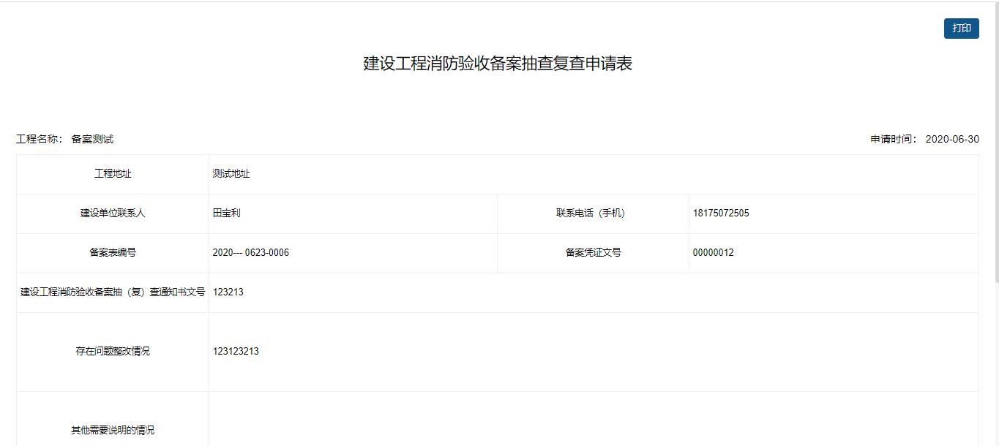 打印
建设工程消防验收备案抽查复查申请表
工程名称： 备案测试 申请时间： 2020-06-30
工程地址 测试地址
建设单位联系人 田宝利 联系电话（手机） 18175072505
备案表编号 2020--- 0623-0006 备案凭证文号 00000012
建设工程消防验收备案抽（复）查通知书文号 123213
存在问题整改情况 123123213
其他需要说明的情况